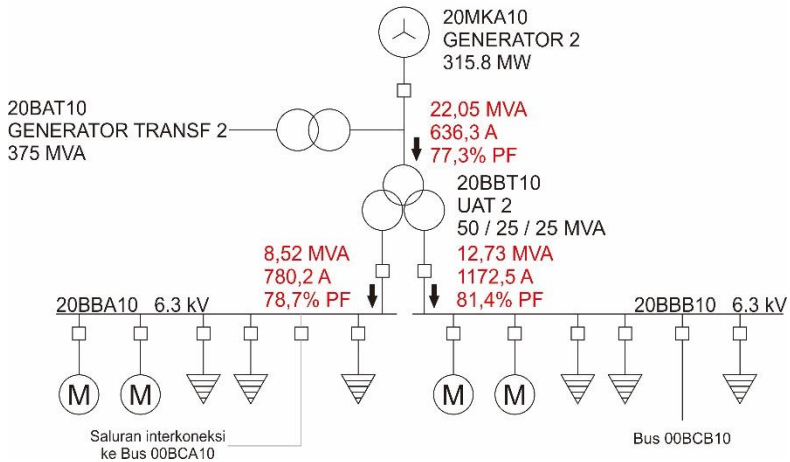 20MKA10
GENERATOR 2
315.8 MW
20BAT10
GENERATOR TRANSF 2
375 MVA
22,05 MVA
636,3 A
77,3% PF
20BBT10
UAT 2
50 / 25 / 25 MVA
8,52 MVA
780,2 A
78,7% PF
12,73 MVA
1172,5 A
81,4% PF
20BBA10 6.3 kV
20BBB10 6.3 kV
M M M M
Saluran interkoneksi
ke Bus 00BCA10
Bus 00BCB10